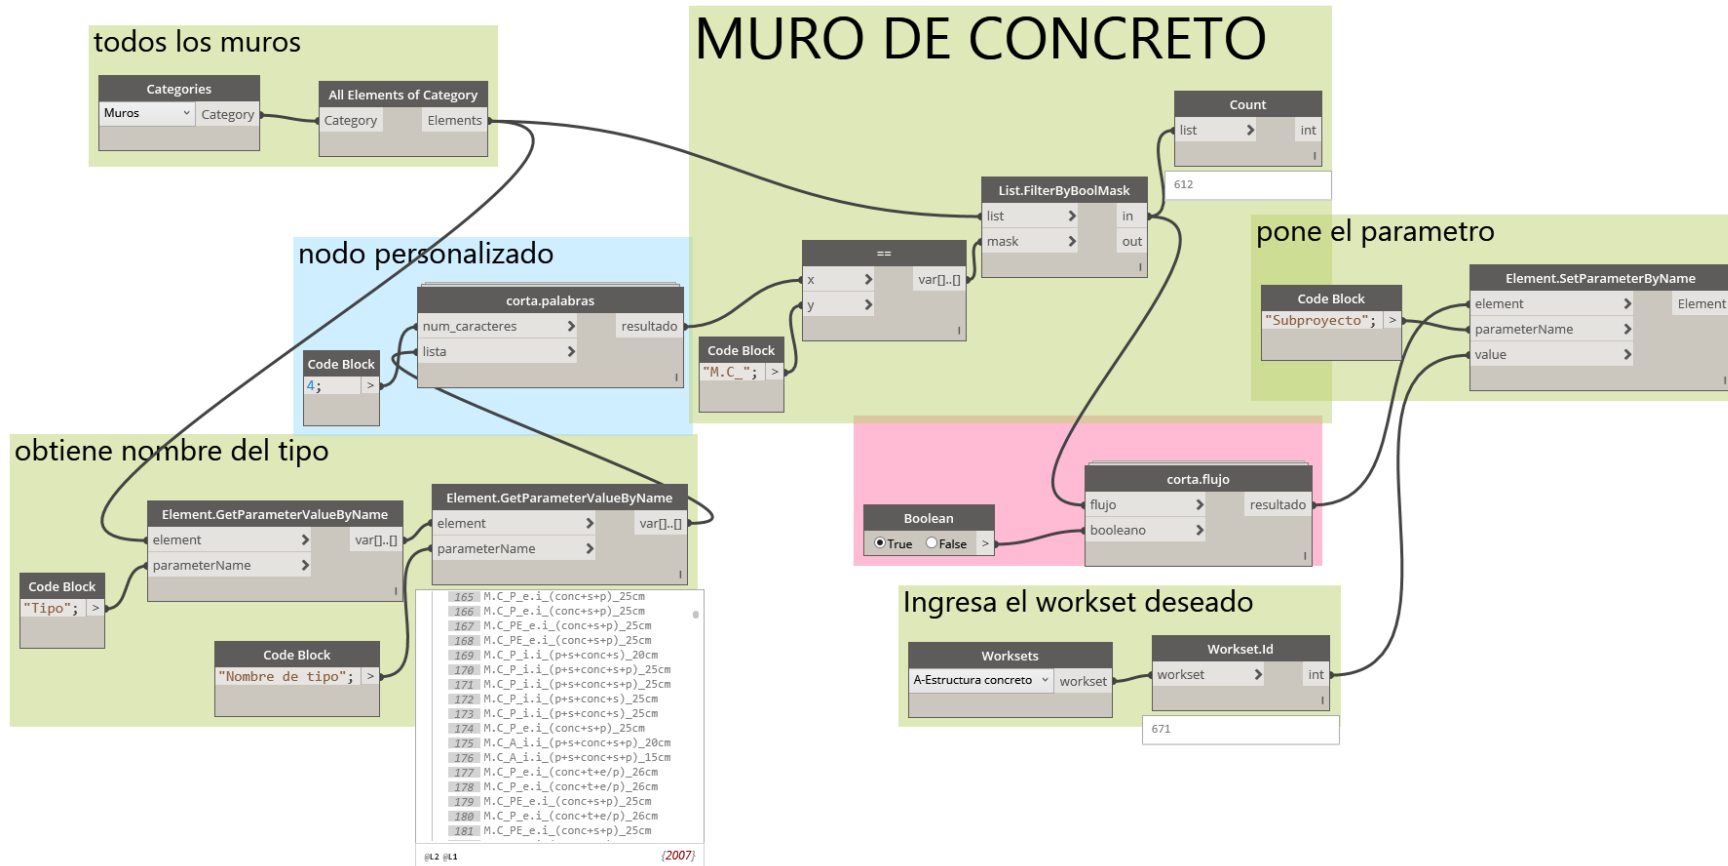 todos los muros
Categories
Muros
Category
All Elements of Category
Category
Elements
MURO DE CONCRETO
Count
list
int
612
List.FilterByBoolMask
list
in
mask
out
==
x
var[]..[]
y
Code Block
"M.C_"; >
nodo personalizado
corta.palabras
num_caracteres
resultado
lista
Code Block
4; >
pone el parametro
Code Block
"Subproyecto"; >
Element.SetParameterByName
element
Element
parameterName
value
obtiene nombre del tipo
Element.GetParameterValueByName
element
var[]..[]
parameterName
Code Block
"Tipo"; >
Code Block
"Nombre de tipo"; >
Element.GetParameterValueByName
element
var[]..[]
parameterName
165 M.C_P_e.i_(conc+s+p)_25cm
166 M.C_P_e.i_(conc+s+p)_25cm
167 M.C_PE_e.i_(conc+s+p)_25cm
168 M.C_PE_e.i_(conc+s+p)_25cm
169 M.C_P_i.i_(p+s+conc+s)_20cm
170 M.C_P_i.i_(p+s+conc+s+p)_25cm
171 M.C_P_i.i_(p+s+conc+s+p)_25cm
172 M.C_P_i.i_(p+s+conc+s)_25cm
173 M.C_P_i.i_(p+s+conc+s)_25cm
174 M.C_P_e.i_(conc+s+p)_25cm
175 M.C_A_i.i_(p+s+conc+s+p)_20cm
176 M.C_A_i.i_(p+s+conc+s+p)_15cm
177 M.C_P_e.i_(conc+t+e/p)_26cm
178 M.C_P_e.i_(conc+t+e/p)_26cm
179 M.C_PE_e.i_(conc+s+p)_25cm
180 M.C_P_e.i_(conc+t+e/p)_26cm
181 M.C_PE_e.i_(conc+s+p)_25cm
@L2 @L1
{2007}
Boolean
True False >
corta.flujo
flujo
resultado
booleano
Ingresa el workset deseado
Worksets
A-Estructura concreto
workset
Workset.Id
workset
int
671